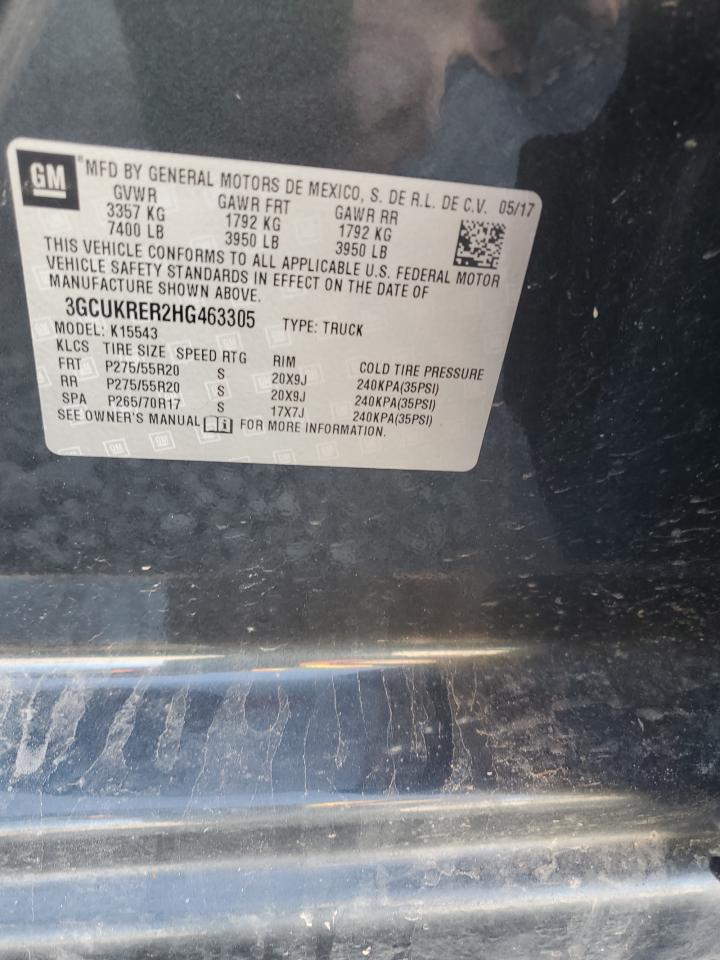 GM
MFD BY GENERAL MOTORS DE MEXICO, S. DE R.L. DE C.V. 05/17
GVWR GAWR FRT GAWR RR
3357 KG 1792 KG 1792 KG
7400 LB 3950 LB 3950 LB
THIS VEHICLE CONFORMS TO ALL APPLICABLE U.S. FEDERAL MOTOR
VEHICLE SAFETY STANDARDS IN EFFECT ON THE DATE OF
MANUFACTURE SHOWN ABOVE.
3GCUKRER2HG463305 TYPE: TRUCK
MODEL: K15543
KLCS TIRE SIZE SPEED RTG RIM COLD TIRE PRESSURE
FRT P275/55R20 S 20X9J 240KPA(35PSI)
RR P275/55R20 S 20X9J 240KPA(35PSI)
SPA P265/70R17 S 17X7J 240KPA(35PSI)
SEE OWNER'S MANUAL FOR MORE INFORMATION.